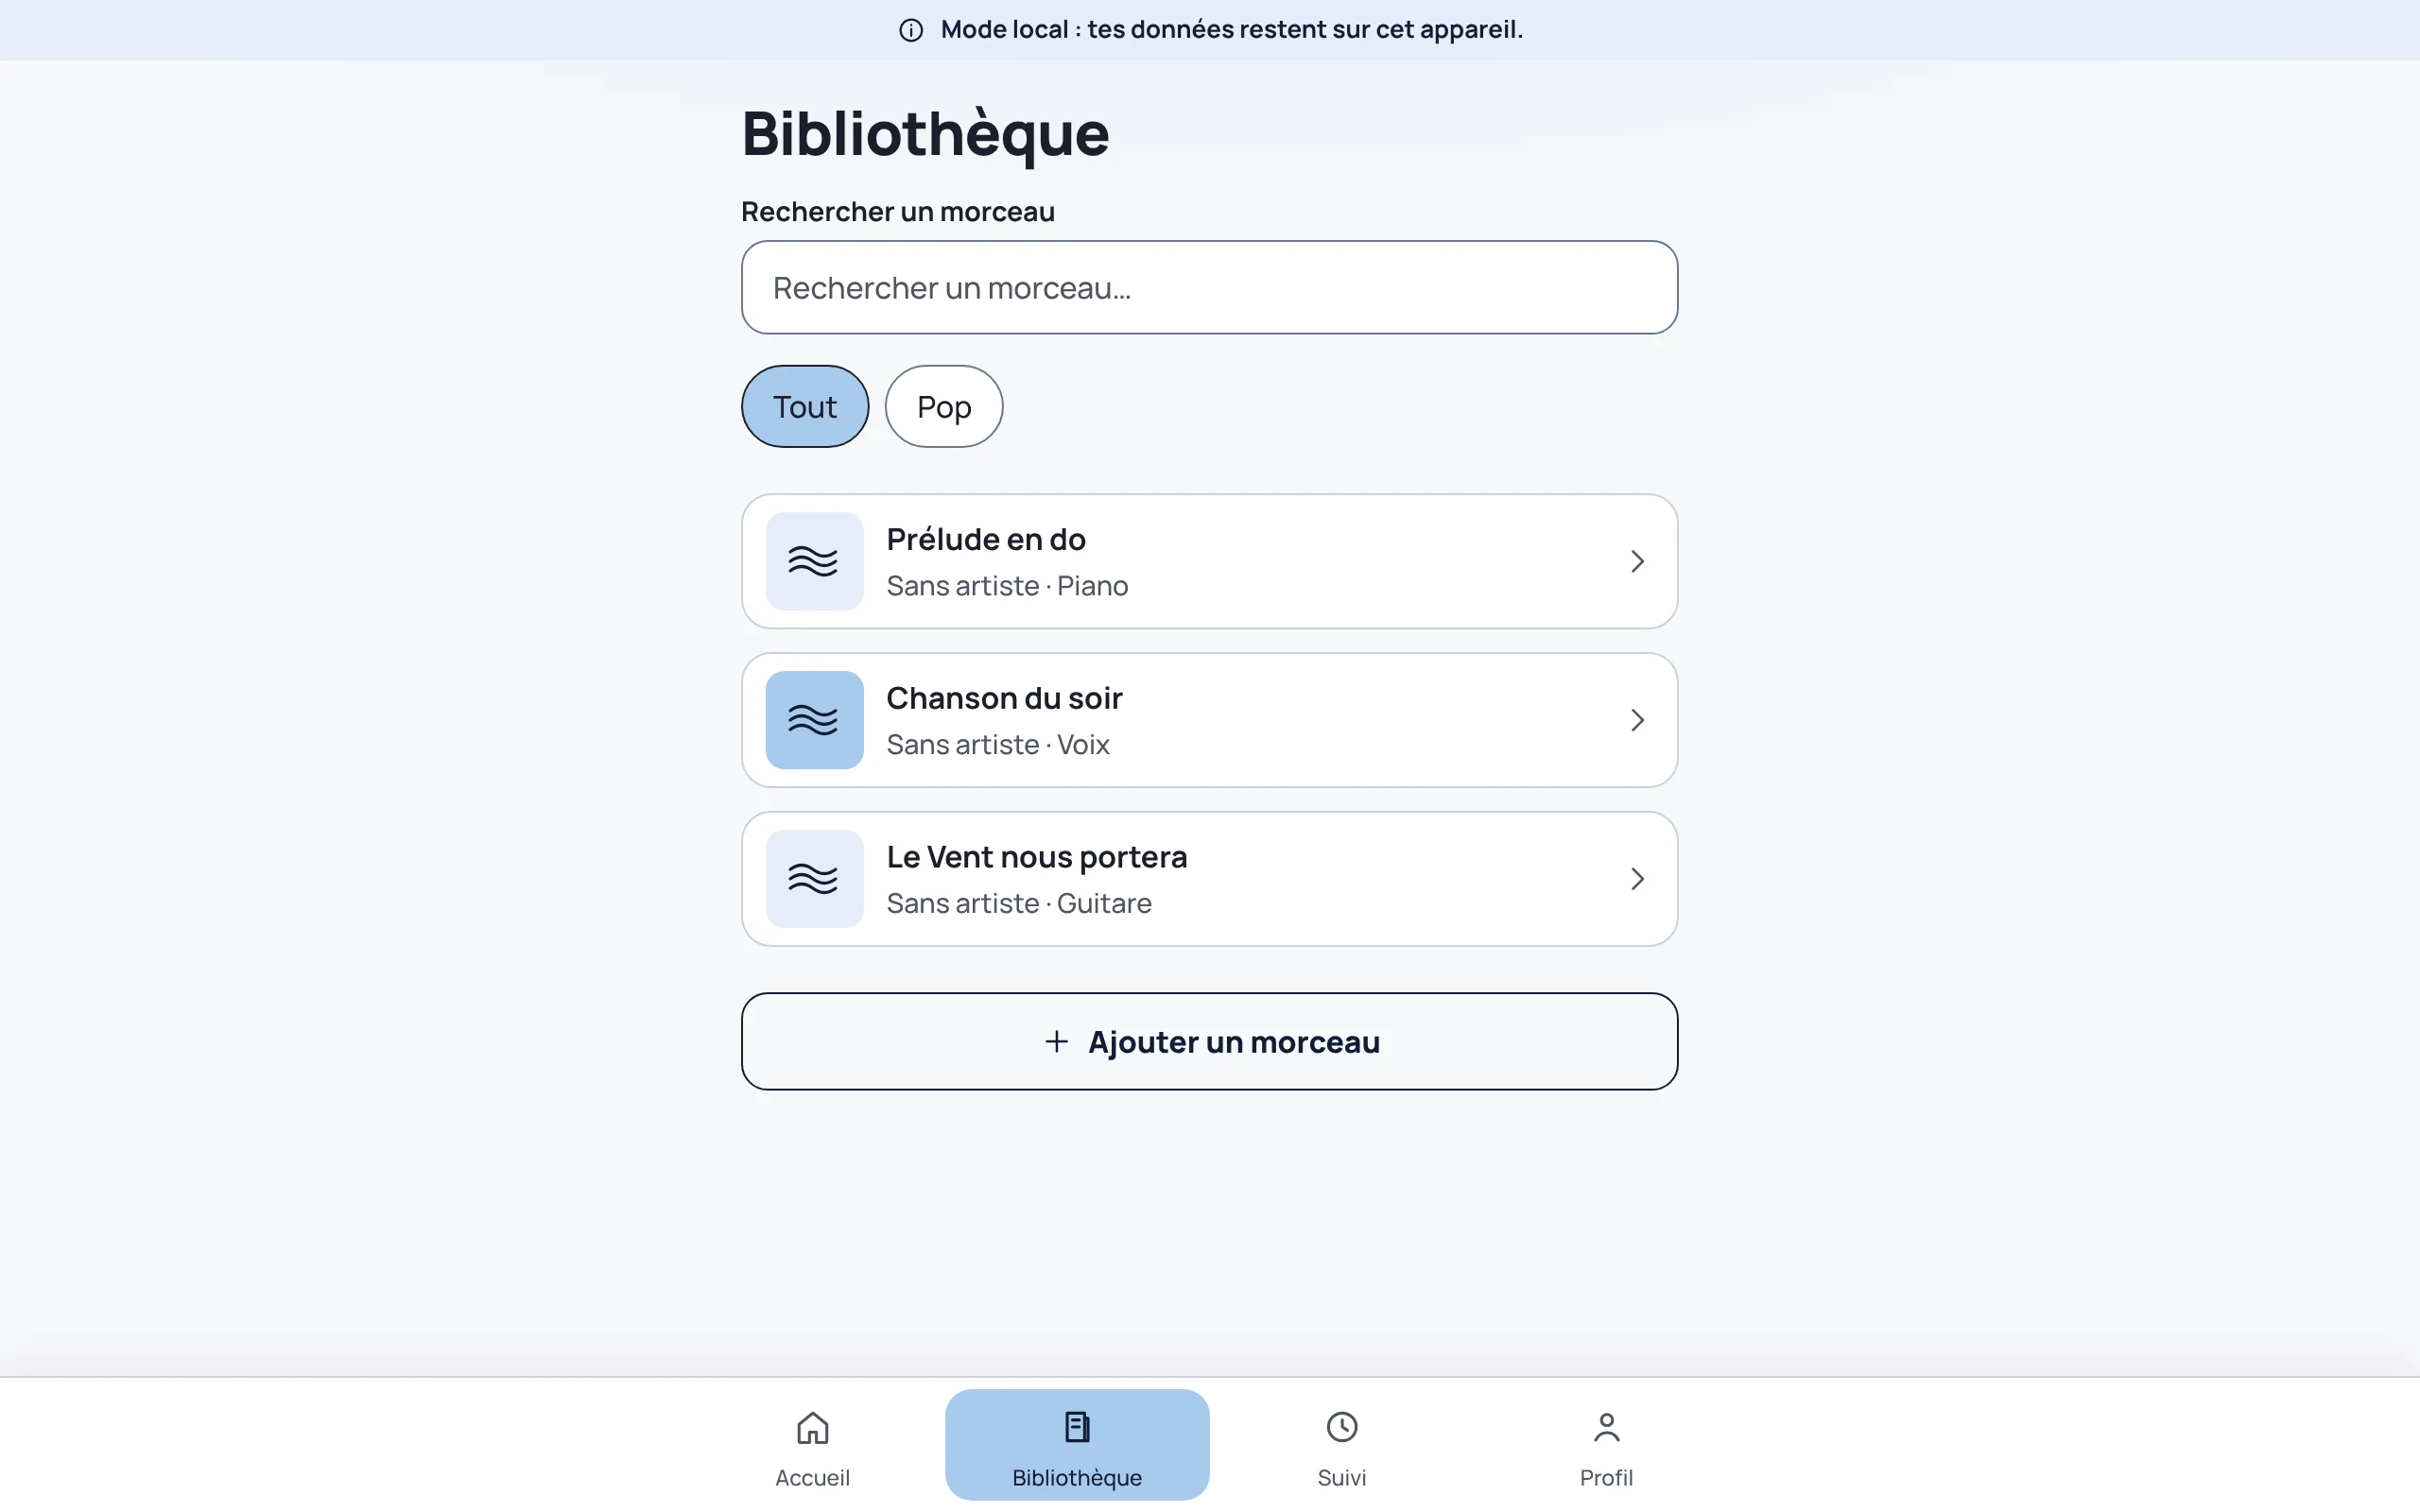 Mode local : tes données restent sur cet appareil.
Bibliothèque
Rechercher un morceau
Rechercher un morceau…
Tout
Pop
Prélude en do
Sans artiste · Piano
Chanson du soir
Sans artiste · Voix
Le Vent nous portera
Sans artiste · Guitare
Ajouter un morceau
Accueil
Bibliothèque
Suivi
Profil